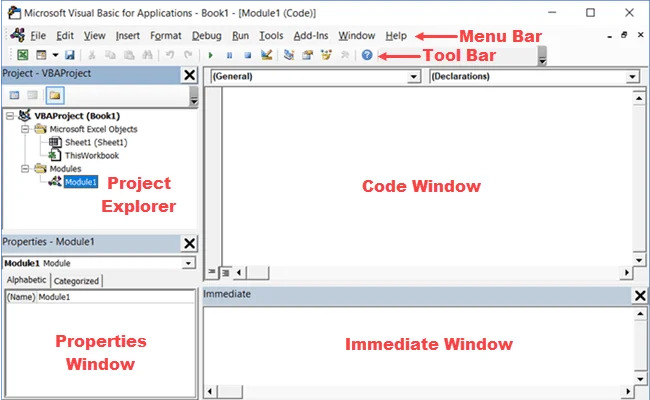 Microsoft Visual Basic for Applications - Book1 - [Module1 (Code)]
File Edit View Insert Format Debug Run Tools Add-Ins Window Help
Menu Bar
Tool Bar
Project - VBAProject
(General)
(Declarations)
VBAProject (Book1)
Microsoft Excel Objects
Sheet1 (Sheet1)
ThisWorkbook
Modules
Module1
Project
Explorer
Code Window
Properties - Module1
Module1 Module
Alphabetic Categorized
(Name) Module1
Properties
Window
Immediate
Immediate Window